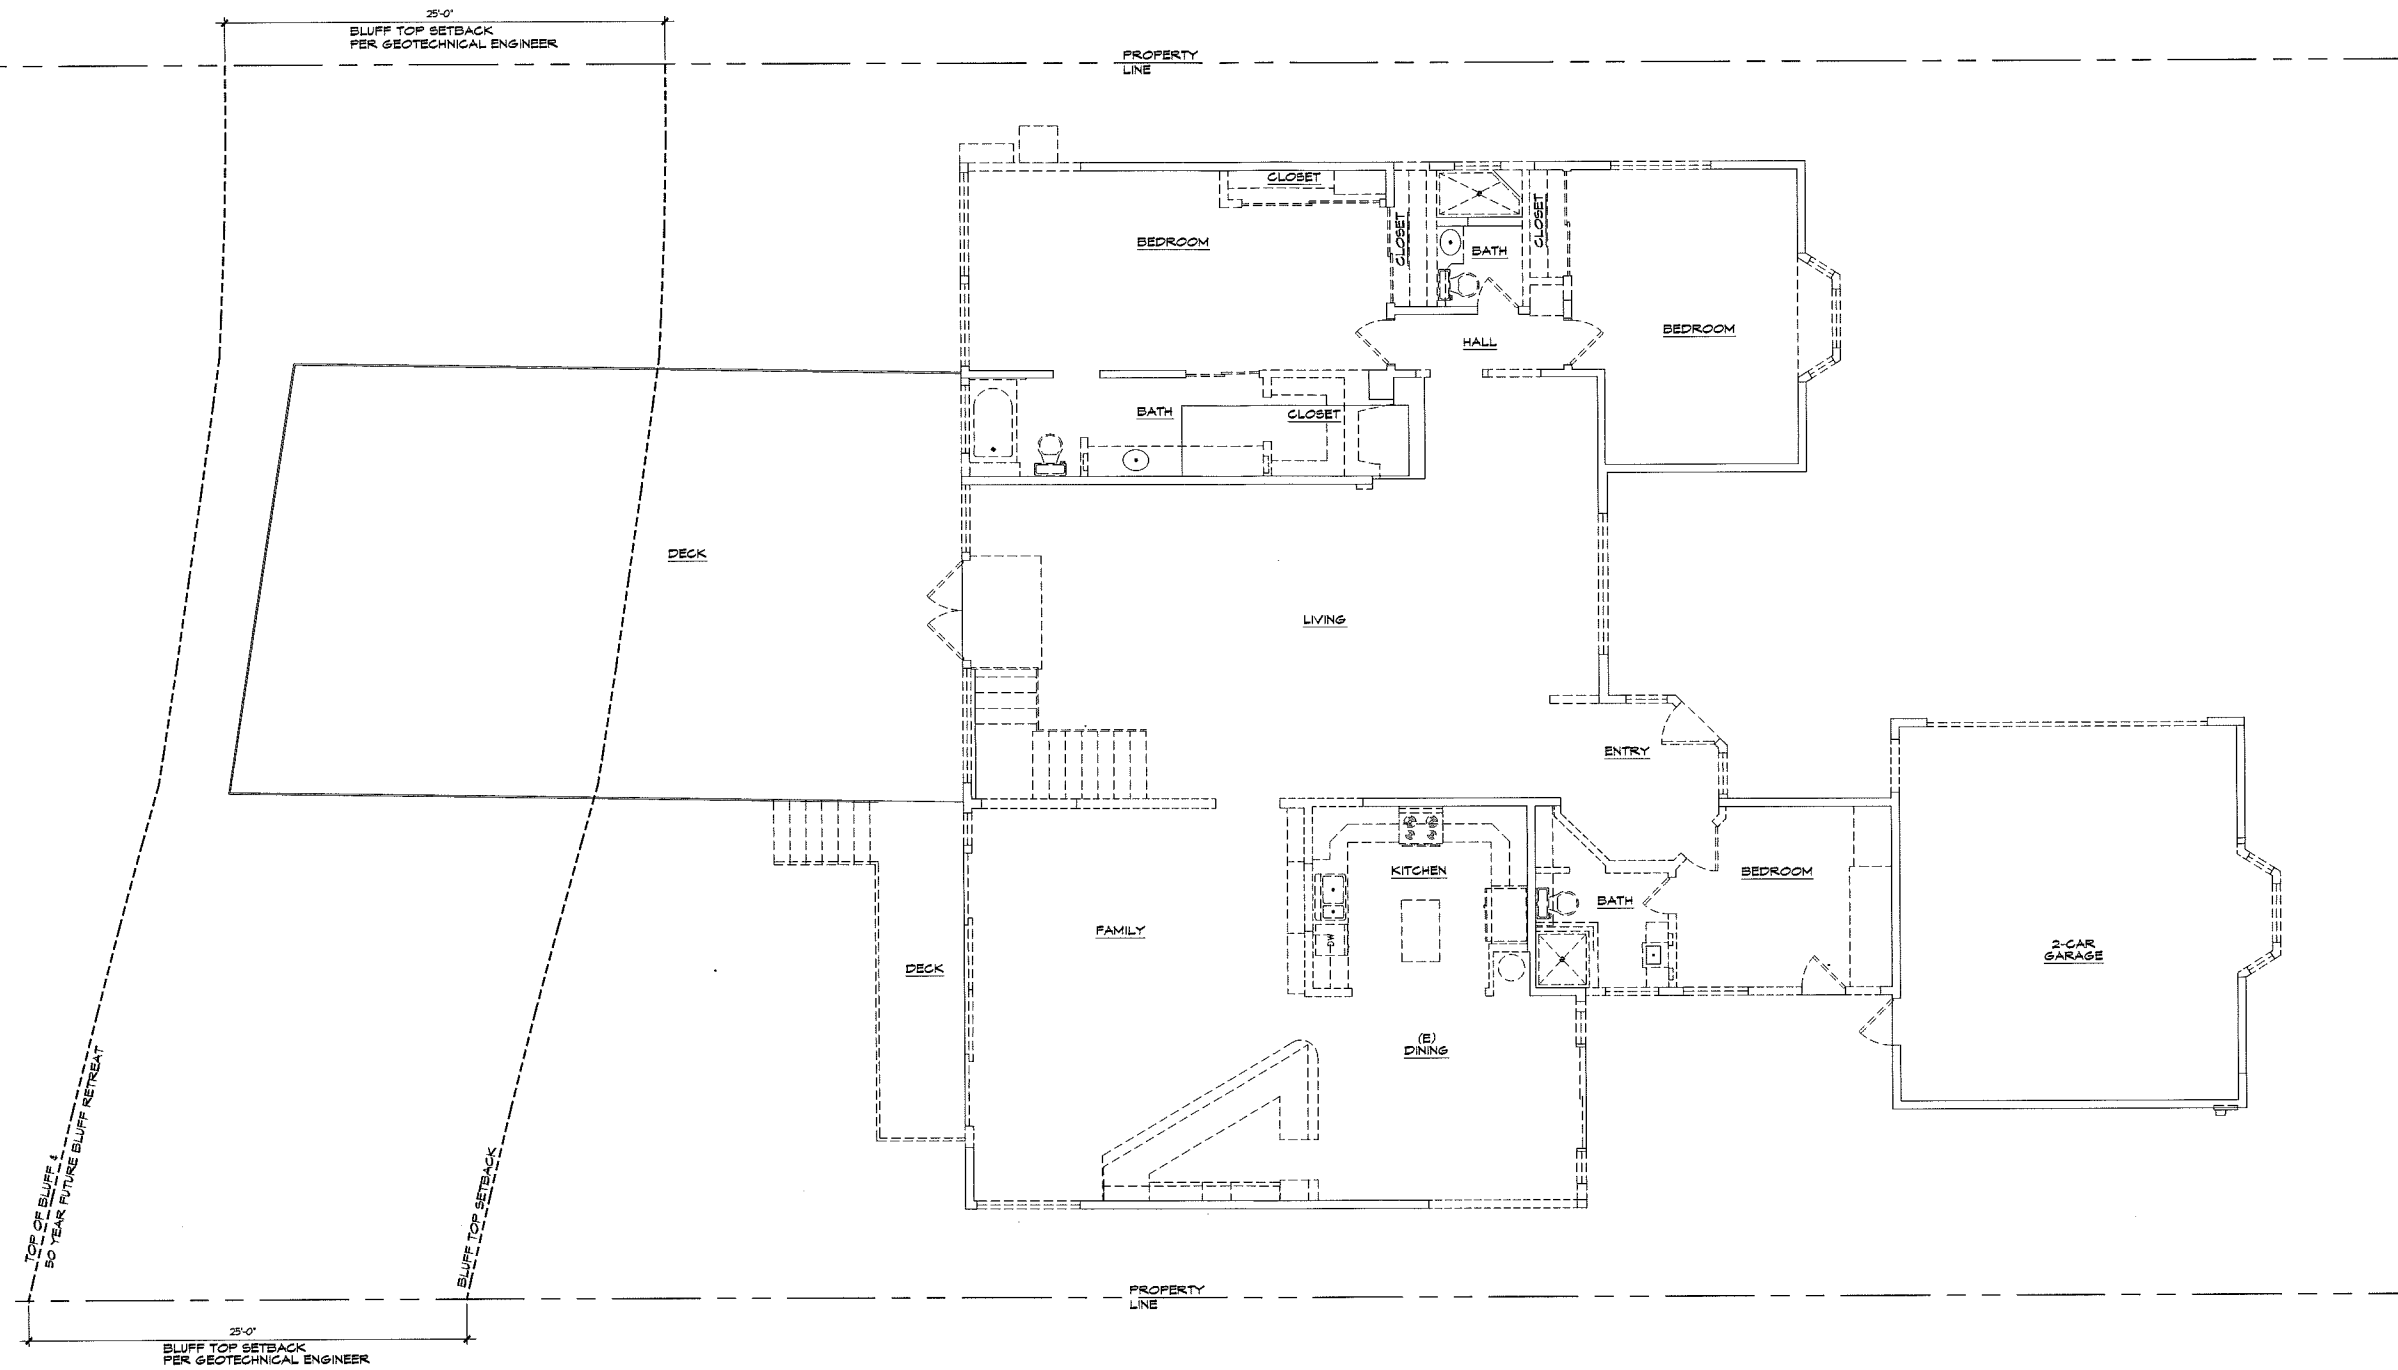 25'-0"
BLUFF TOP SETBACK
PER GEOTECHNICAL ENGINEER
PROPERTY
LINE
CLOSET
CLOSET
CLOSET
BEDROOM
BATH
BEDROOM
HALL
BATH
CLOSET
DECK
LIVING
ENTRY
KITCHEN
BEDROOM
BATH
FAMILY
DW
2-CAR
GARAGE
DECK
(E)
DINING
TOP OF BLUFF &
50 YEAR FUTURE BLUFF RETREAT
BLUFF TOP SETBACK
PROPERTY
LINE
25'-0"
BLUFF TOP SETBACK
PER GEOTECHNICAL ENGINEER